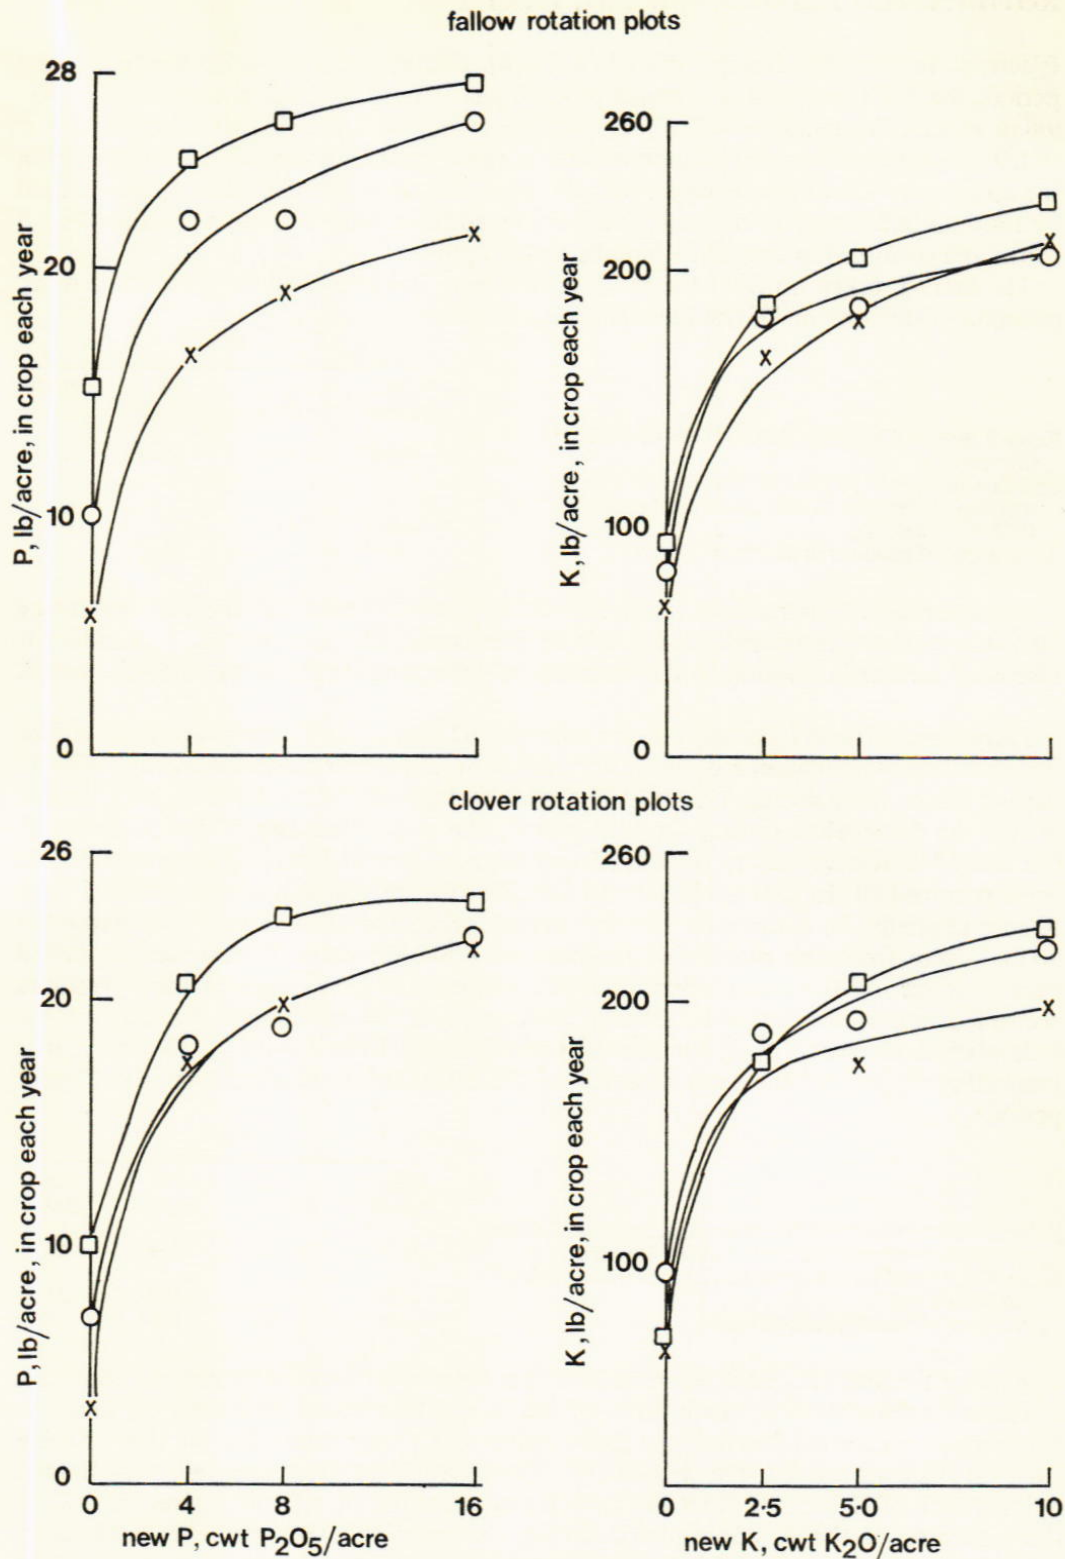 fallow rotation plots
28
20
10
0
P, lb/acre, in crop each year
260
200
100
0
K, lb/acre, in crop each year
clover rotation plots
26
20
10
0
P, lb/acre, in crop each year
0 4 8 16
new P, cwt P₂O₅/acre
260
200
100
K, lb/acre, in crop each year
0 2·5 5·0 10
new K, cwt K₂O/acre